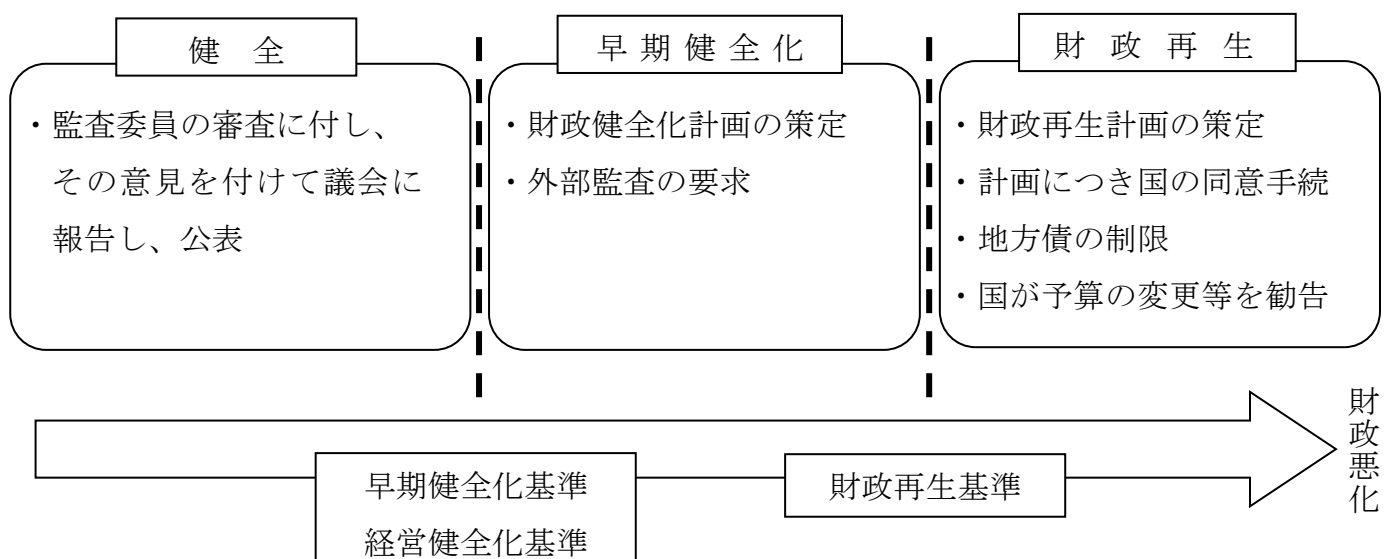 健　全
・監査委員の審査に付し、
その意見を付けて議会に
報告し、公表
早期健全化
・財政健全化計画の策定
・外部監査の要求
財政再生
・財政再生計画の策定
・計画につき国の同意手続
・地方債の制限
・国が予算の変更等を勧告
早期健全化基準
経営健全化基準
財政再生基準
財政悪化